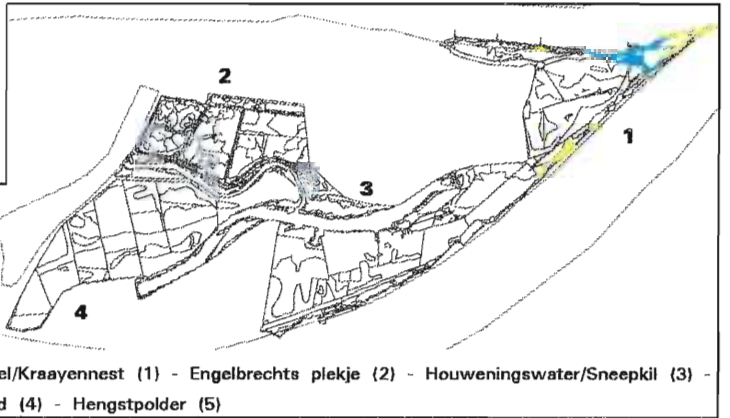 2
1
3
4
el/Kraayennest (1) - Engelbrechts plekje (2) - Houweningswater/Sneepkil (3) -
d (4) - Hengstpolder (5)